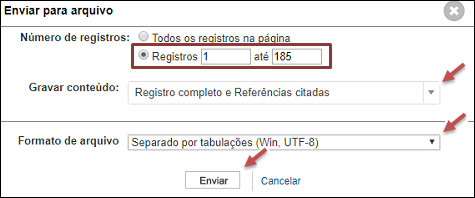 Enviar para arquivo
Número de registros: Todos os registros na página
Registros 1 até 185
Gravar conteúdo: Registro completo e Referências citadas
Formato de arquivo Separado por tabulações (Win, UTF-8)
Enviar Cancelar